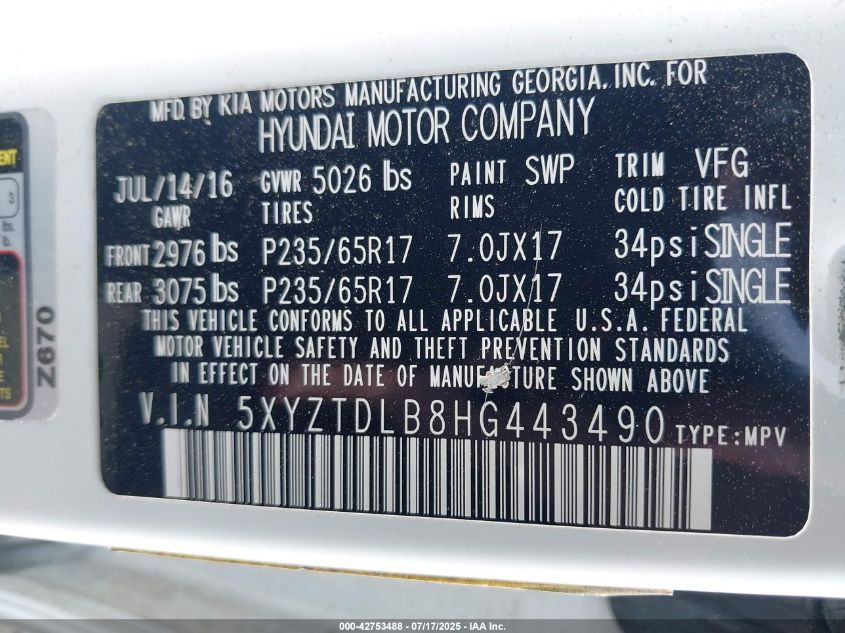 MFD. BY KIA MOTORS MANUFACTURING GEORGIA. INC. FOR
HYUNDAI MOTOR COMPANY
JUL/14/16 GVWR 5026 lbs PAINT SWP TRIM VFG
GAWR TIRES RIMS COLD TIRE INFL
FRONT 2976 lbs P235/65R17 7.0JX17 34psi SINGLE
REAR 3075 lbs P235/65R17 7.0JX17 34psi SINGLE
THIS VEHICLE CONFORMS TO ALL APPLICABLE U.S.A. FEDERAL
MOTOR VEHICLE SAFETY AND THEFT PREVENTION STANDARDS
IN EFFECT ON THE DATE OF MANUFACTURE SHOWN ABOVE
V.I.N 5XYZTDLB8HG443490 TYPE:MPV
Z670
3
lbs.
lb.
000-42753488 - 07/17/2025 - IAA Inc.